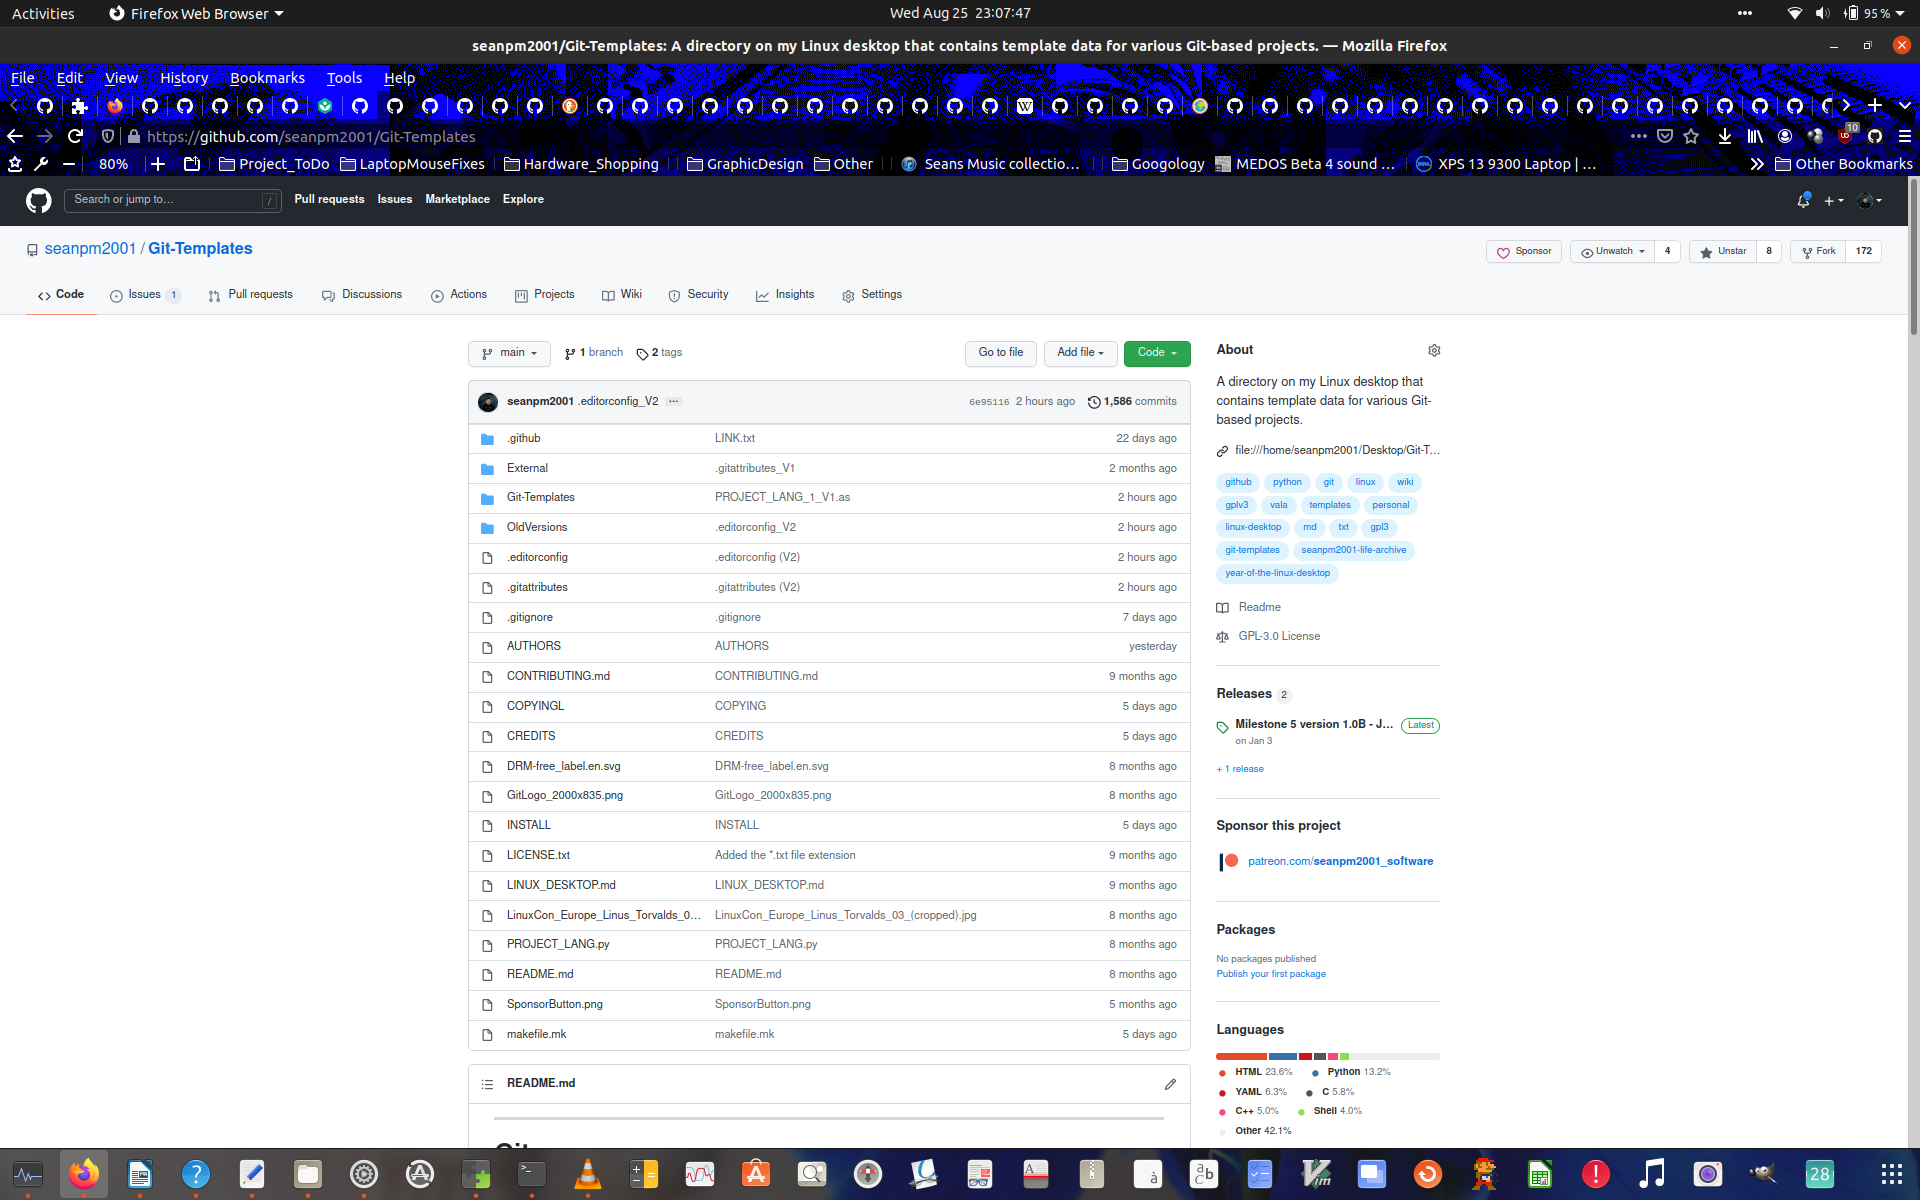 Activities Firefox Web Browser Wed Aug 25 23:07:47 95 %
seanpm2001/Git-Templates: A directory on my Linux desktop that contains template data for various Git-based projects. — Mozilla Firefox
File Edit View History Bookmarks Tools Help
https://github.com/seanpm2001/Git-Templates 10
80% Project_ToDo LaptopMouseFixes Hardware_Shopping GraphicDesign Other Seans Music collectio... Googology MEDOS Beta 4 sound ... XPS 13 9300 Laptop | ... Other Bookmarks
Search or jump to... / Pull requests Issues Marketplace Explore
seanpm2001 / Git-Templates Sponsor Unwatch 4 Unstar 8 Fork 172
Code Issues 1 Pull requests Discussions Actions Projects Wiki Security Insights Settings
main 1 branch 2 tags Go to file Add file Code
seanpm2001 .editorconfig_V2 ... 6e95116 2 hours ago 1,586 commits
.github LINK.txt 22 days ago
External .gitattributes_V1 2 months ago
Git-Templates PROJECT_LANG_1_V1.as 2 hours ago
OldVersions .editorconfig_V2 2 hours ago
.editorconfig .editorconfig (V2) 2 hours ago
.gitattributes .gitattributes (V2) 2 hours ago
.gitignore .gitignore 7 days ago
AUTHORS AUTHORS yesterday
CONTRIBUTING.md CONTRIBUTING.md 9 months ago
COPYINGL COPYING 5 days ago
CREDITS CREDITS 5 days ago
DRM-free_label.en.svg DRM-free_label.en.svg 8 months ago
GitLogo_2000x835.png GitLogo_2000x835.png 8 months ago
INSTALL INSTALL 5 days ago
LICENSE.txt Added the *.txt file extension 9 months ago
LINUX_DESKTOP.md LINUX_DESKTOP.md 9 months ago
LinuxCon_Europe_Linus_Torvalds_0... LinuxCon_Europe_Linus_Torvalds_03_(cropped).jpg 8 months ago
PROJECT_LANG.py PROJECT_LANG.py 8 months ago
README.md README.md 8 months ago
SponsorButton.png SponsorButton.png 5 months ago
makefile.mk makefile.mk 5 days ago
README.md
About
A directory on my Linux desktop that
contains template data for various Git-
based projects.
file:///home/seanpm2001/Desktop/Git-T...
github python git linux wiki
gplv3 vala templates personal
linux-desktop md txt gpl3
git-templates seanpm2001-life-archive
year-of-the-linux-desktop
Readme
GPL-3.0 License
Releases 2
Milestone 5 version 1.0B - J... Latest
on Jan 3
+ 1 release
Sponsor this project
patreon.com/seanpm2001_software
Packages
No packages published
Publish your first package
Languages
HTML 23.6% Python 13.2%
YAML 6.3% C 5.8%
C++ 5.0% Shell 4.0%
Other 42.1%
28